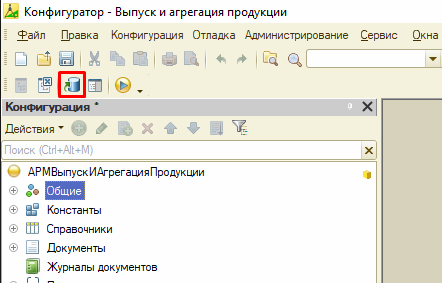 Конфигуратор - Выпуск и агрегация продукции
Файл Правка Конфигурация Отладка Администрирование Сервис Окна
Конфигурация *
Действия
Поиск (Ctrl+Alt+M)
АРМВыпускИАгрегацияПродукции
Общие
Константы
Справочники
Документы
Журналы документов